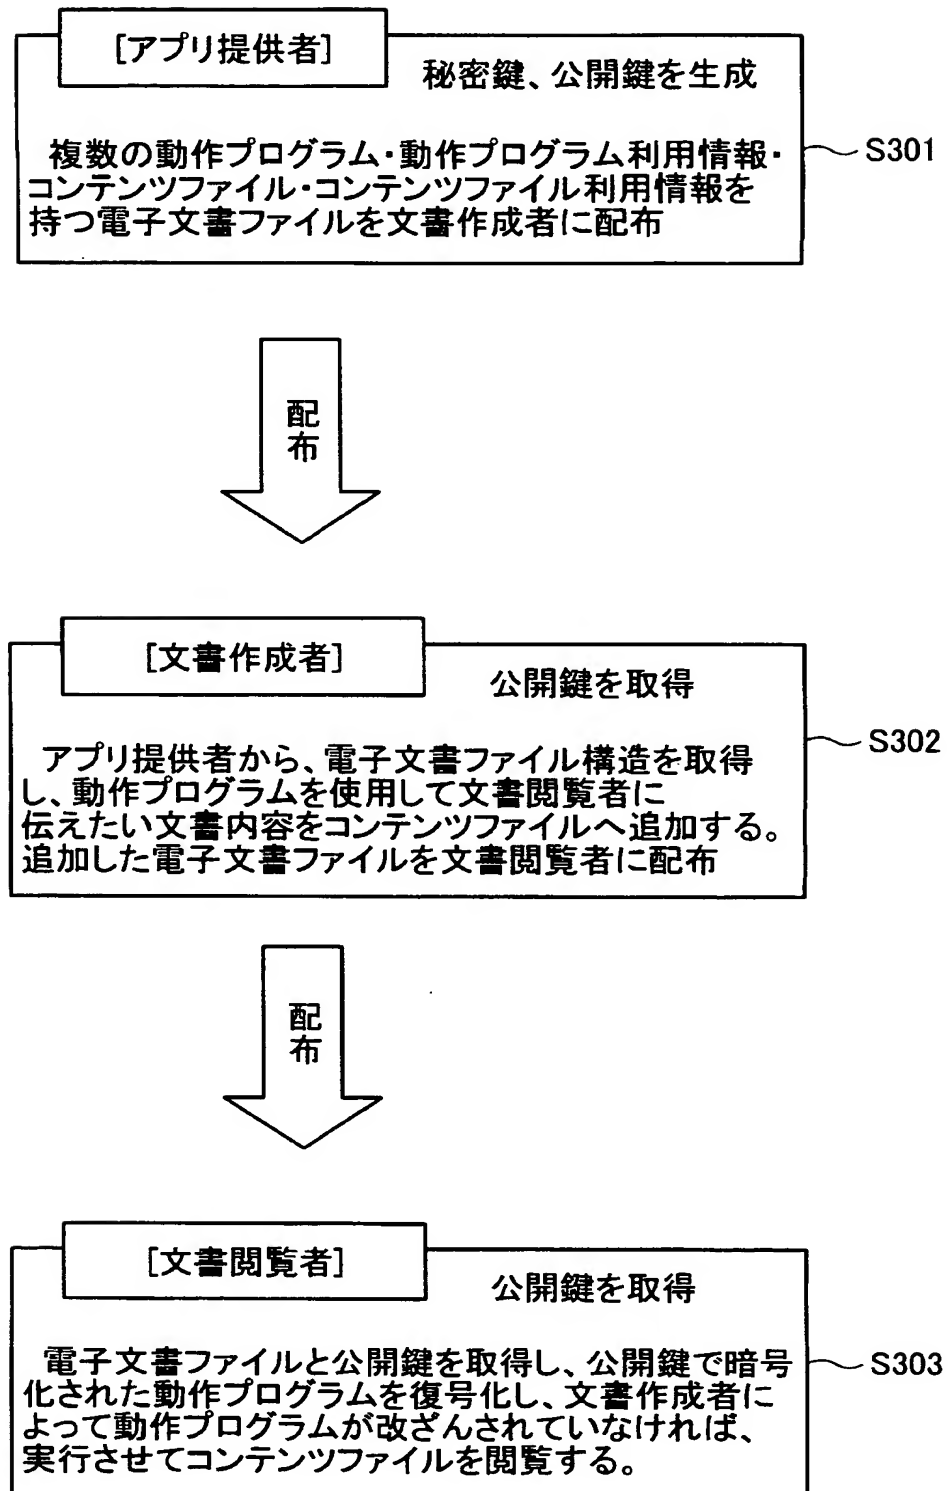 [アプリ提供者]
秘密鍵、公開鍵を生成
複数の動作プログラム・動作プログラム利用情報・
コンテンツファイル・コンテンツファイル利用情報を
持つ電子文書ファイルを文書作成者に配布
S301
配布
[文書作成者]
公開鍵を取得
アプリ提供者から、電子文書ファイル構造を取得
し、動作プログラムを使用して文書閲覧者に
伝えたい文書内容をコンテンツファイルへ追加する。
追加した電子文書ファイルを文書閲覧者に配布
S302
配布
[文書閲覧者]
公開鍵を取得
電子文書ファイルと公開鍵を取得し、公開鍵で暗号
化された動作プログラムを復号化し、文書作成者に
よって動作プログラムが改ざんされていなければ、
実行させてコンテンツファイルを閲覧する。
S303